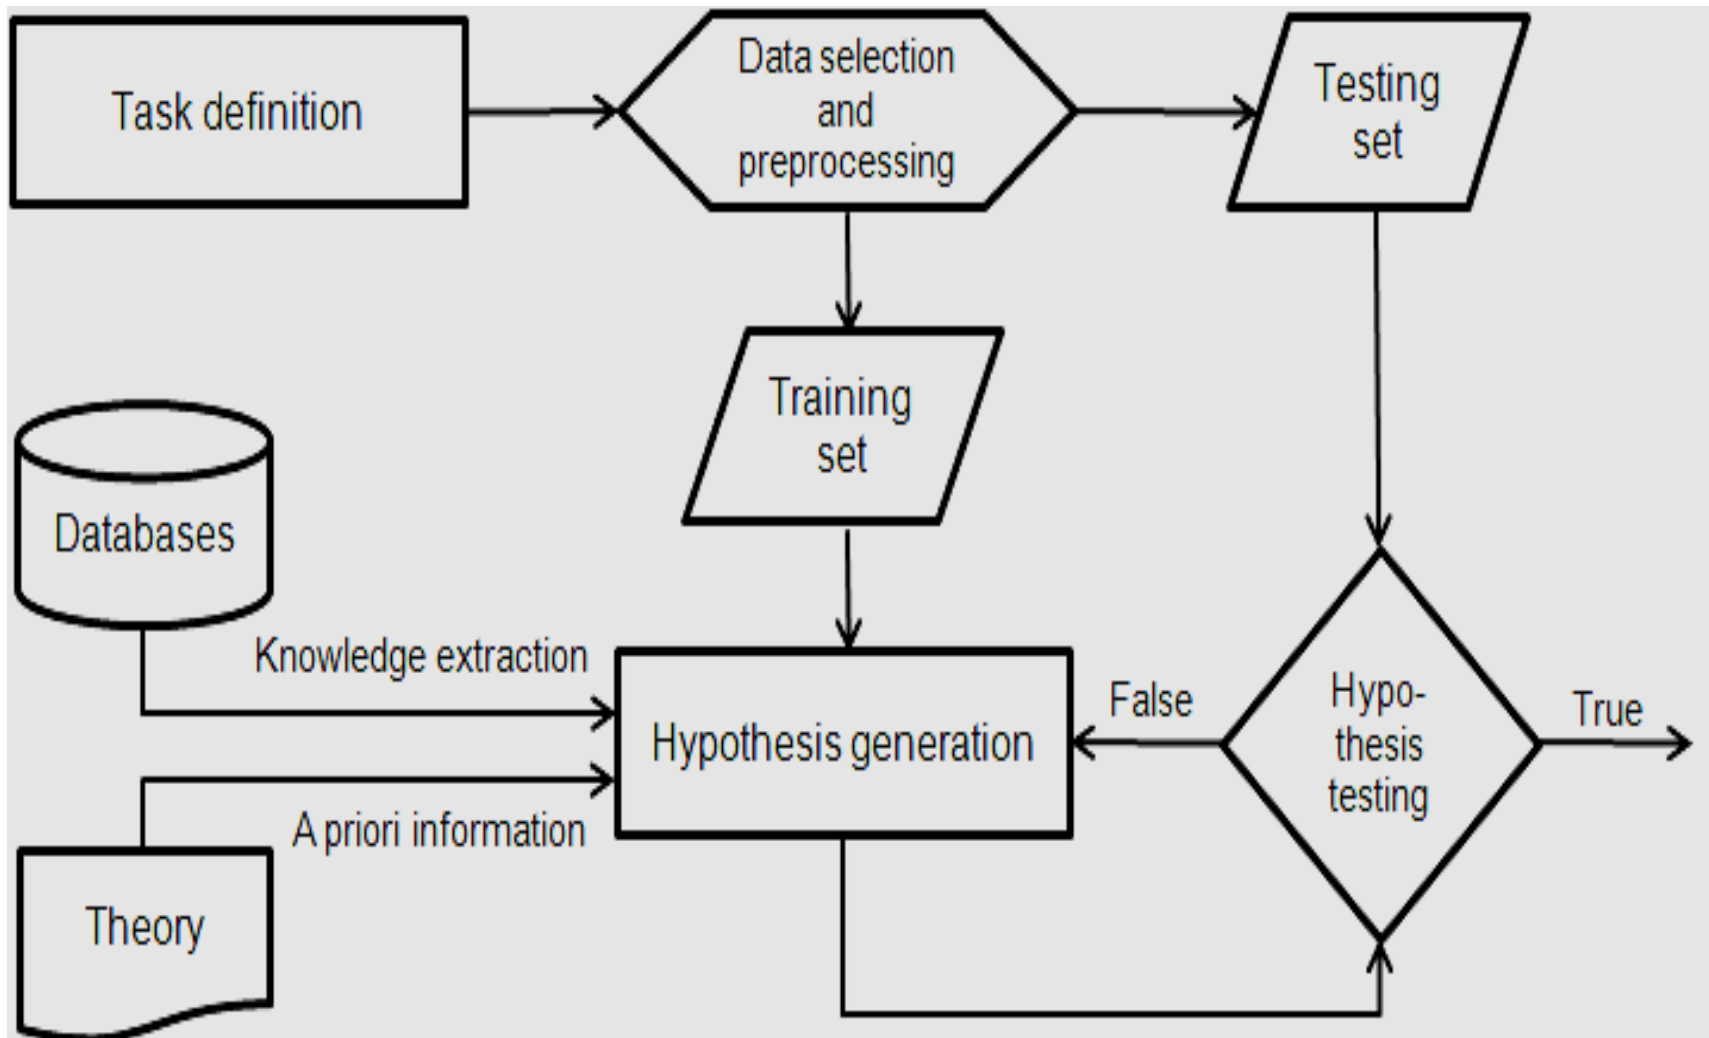 Task definition
Data selection
and
preprocessing
Testing
set
Training
set
Databases
Knowledge extraction
Hypothesis generation
False
Hypo-
thesis
testing
True
A priori information
Theory